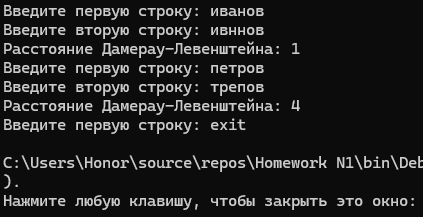 Введите первую строку: иванов
Введите вторую строку: ивннов
Расстояние Дамерау-Левенштейна: 1
Введите первую строку: петров
Введите вторую строку: трепов
Расстояние Дамерау-Левенштейна: 4
Введите первую строку: exit
C:\Users\Honor\source\repos\Homework N1\bin\Deb
).
Нажмите любую клавишу, чтобы закрыть это окно: